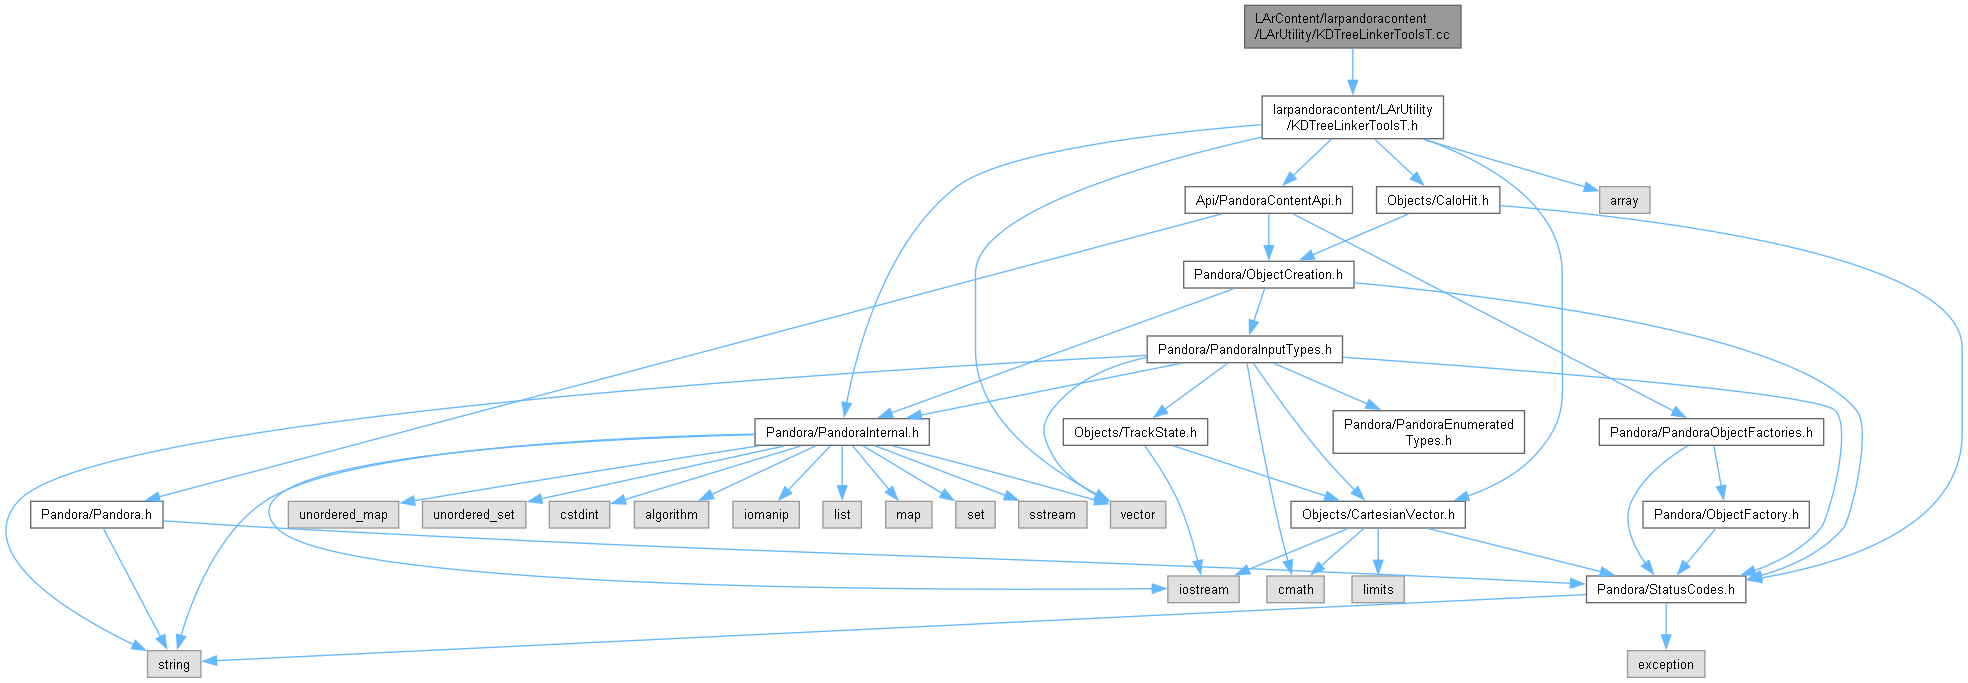 LArContent/larpandoracontent
/LArUtility/KDTreeLinkerToolsT.cc
larpandoracontent/LArUtility
/KDTreeLinkerToolsT.h
Api/PandoraContentApi.h
Objects/CaloHit.h
array
Pandora/ObjectCreation.h
Pandora/PandoraInputTypes.h
Pandora/PandoraInternal.h
Objects/TrackState.h
Pandora/PandoraEnumerated
Types.h
Pandora/PandoraObjectFactories.h
Pandora/Pandora.h
unordered_map
unordered_set
cstdint
algorithm
iomanip
list
map
set
sstream
vector
Objects/CartesianVector.h
Pandora/ObjectFactory.h
iostream
cmath
limits
Pandora/StatusCodes.h
string
exception